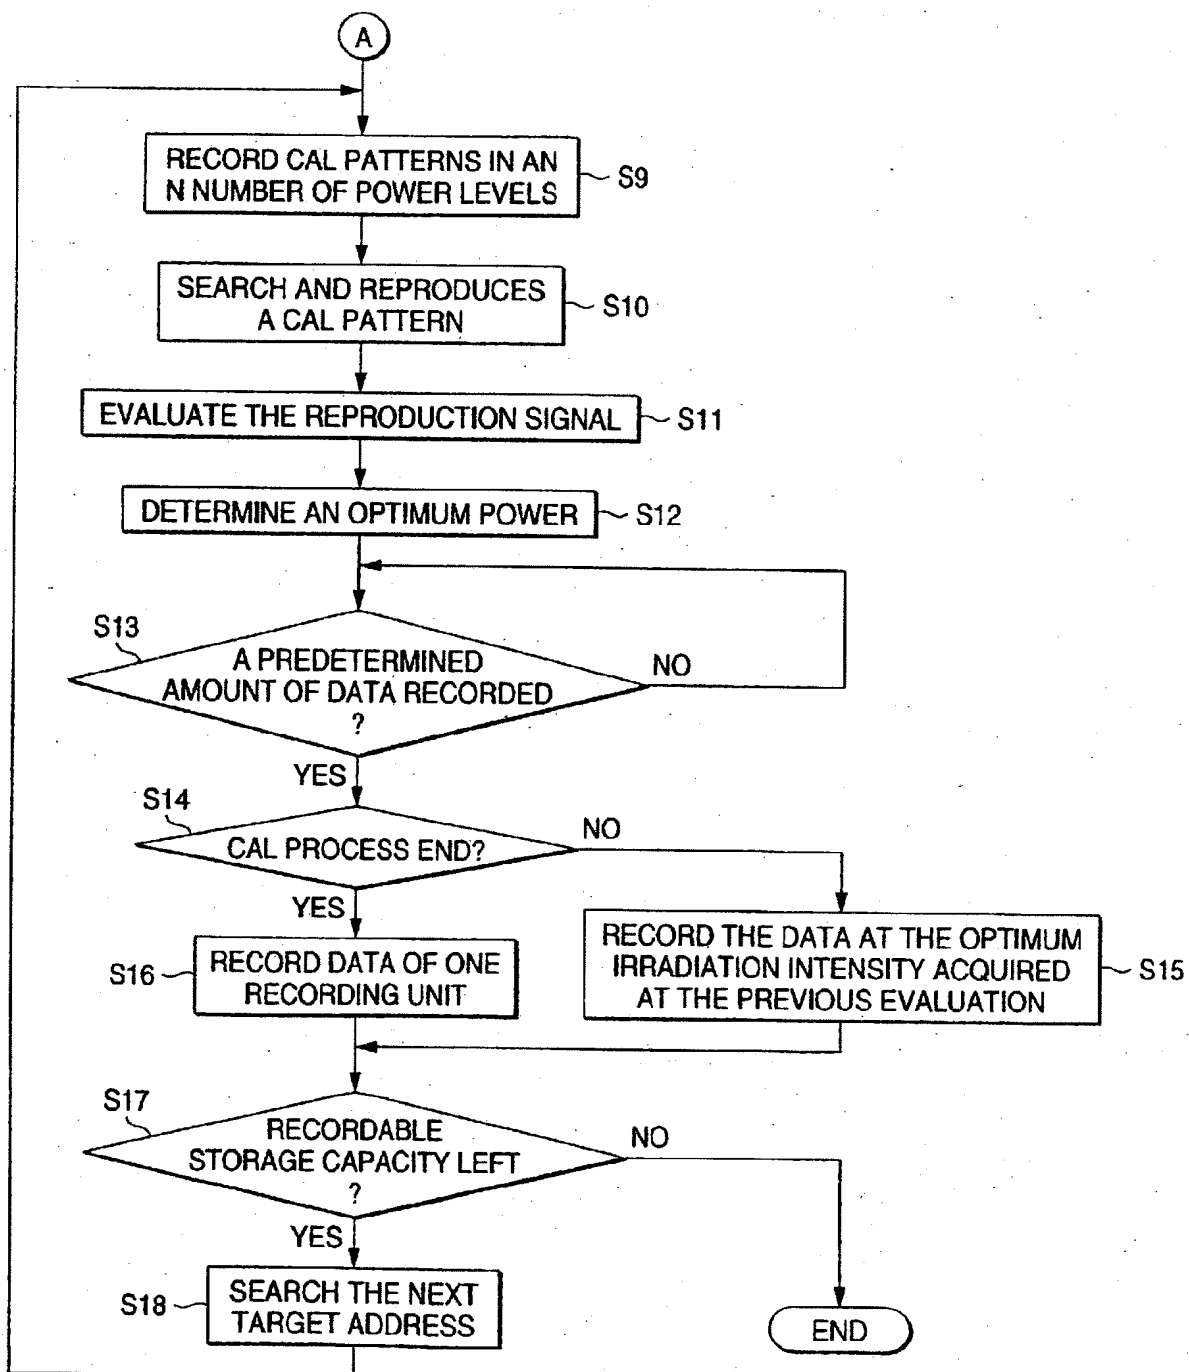 A
RECORD CAL PATTERNS IN AN
N NUMBER OF POWER LEVELS
S9
SEARCH AND REPRODUCES
A CAL PATTERN
S10
EVALUATE THE REPRODUCTION SIGNAL
S11
DETERMINE AN OPTIMUM POWER
S12
S13
A PREDETERMINED
AMOUNT OF DATA RECORDED
?
NO
YES
S14
CAL PROCESS END?
NO
YES
S16
RECORD DATA OF ONE
RECORDING UNIT
RECORD THE DATA AT THE OPTIMUM
IRRADIATION INTENSITY ACQUIRED
AT THE PREVIOUS EVALUATION
S15
S17
RECORDABLE
STORAGE CAPACITY LEFT
?
NO
YES
S18
SEARCH THE NEXT
TARGET ADDRESS
END